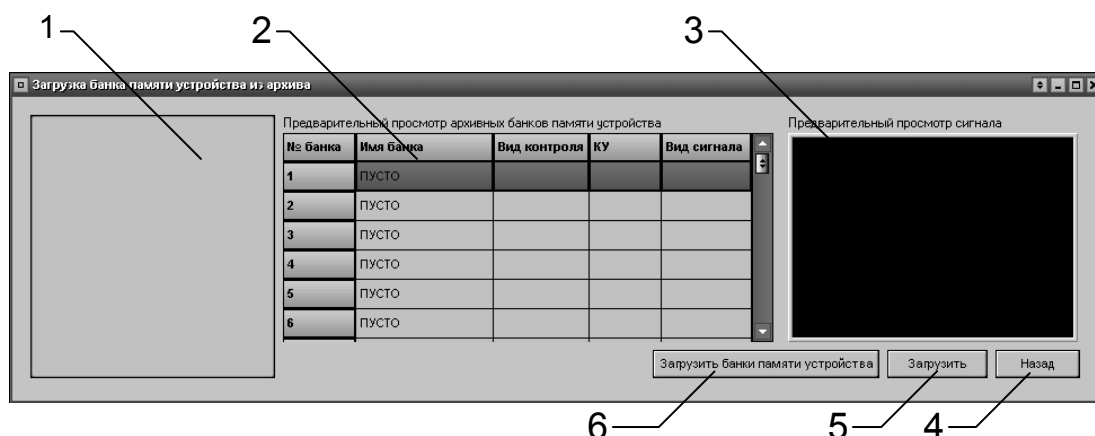 1
2
3
Загрузка банка памяти устройства из архива
Предварительный просмотр архивных банков памяти устройства
Предварительный просмотр сигнала
№ банка Имя банка Вид контроля КУ Вид сигнала
1 ПУСТО
2 ПУСТО
3 ПУСТО
4 ПУСТО
5 ПУСТО
6 ПУСТО
Загрузить банки памяти устройства Загрузить Назад
6 5 4